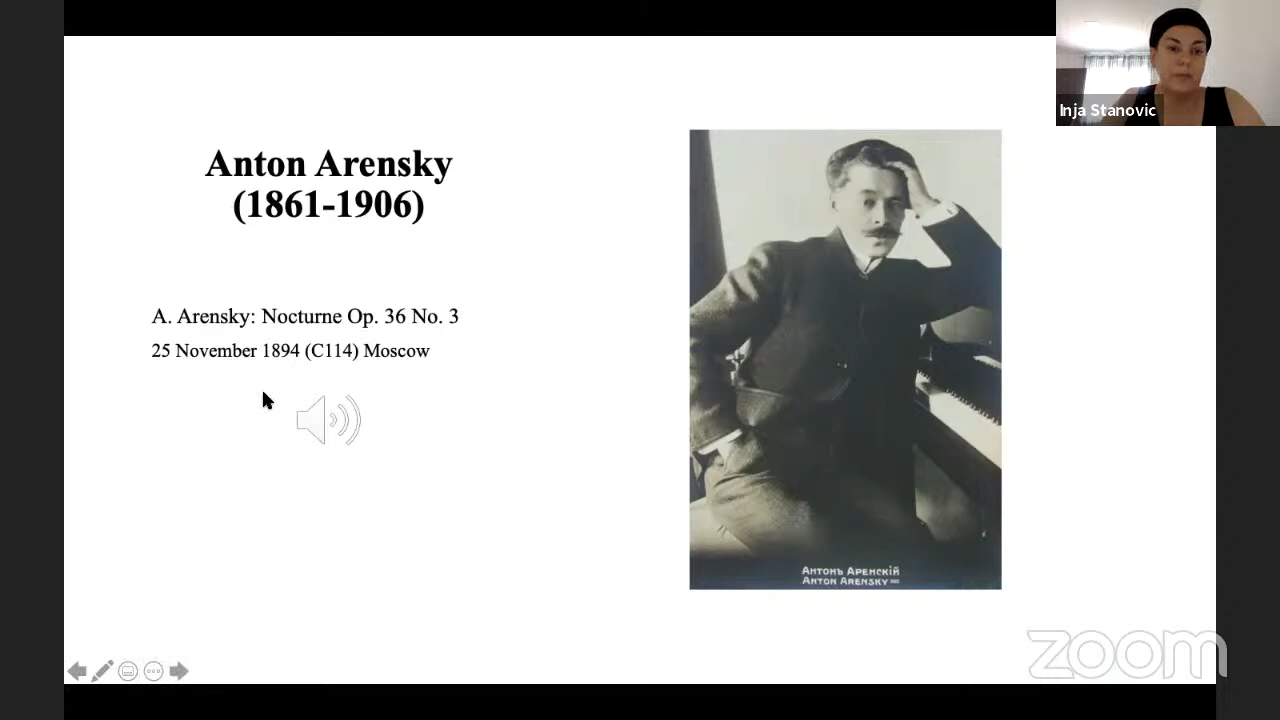 Inja Stanovic
Anton Arensky
(1861-1906)
A. Arensky: Nocturne Op. 36 No. 3
25 November 1894 (C114) Moscow
Антонъ Аренскій
Anton Arensky
zoom